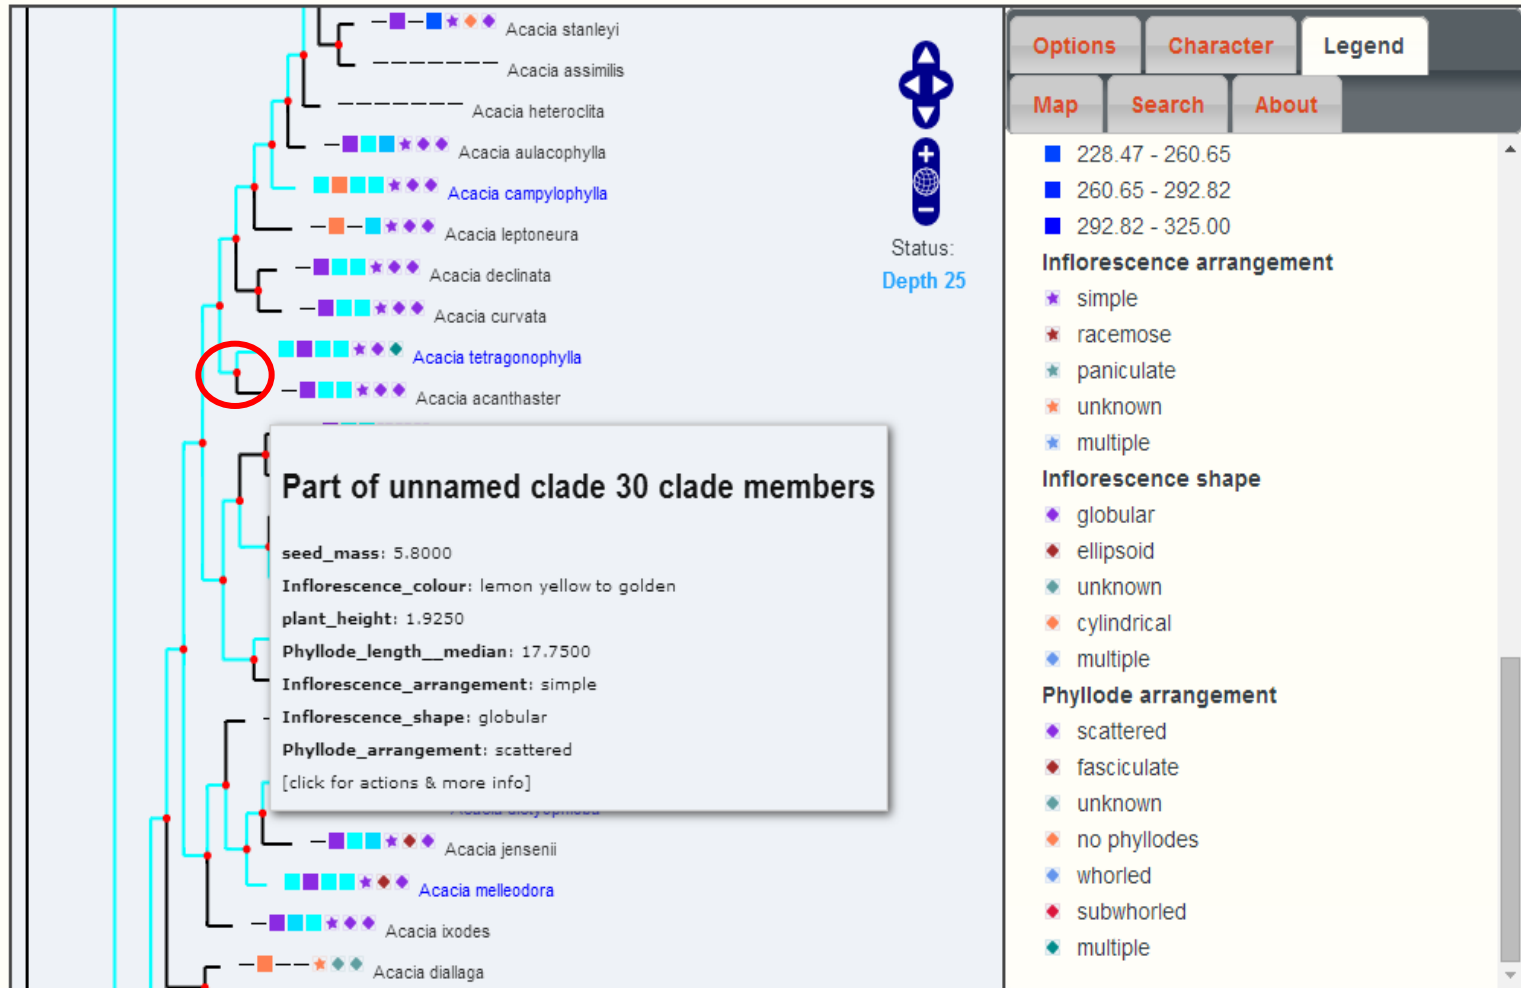 Acacia stanleyi
Acacia assimilis
Acacia heteroclita
Acacia aulacophylla
Acacia campylophylla
Acacia leptoneura
Acacia declinata
Acacia curvata
Acacia tetragonophylla
Acacia acanthaster
Part of unnamed clade 30 clade members
seed_mass: 5.8000
Inflorescence_colour: lemon yellow to golden
plant_height: 1.9250
Phyllode_length__median: 17.7500
Inflorescence_arrangement: simple
Inflorescence_shape: globular
Phyllode_arrangement: scattered
[click for actions & more info]
Acacia jensenii
Acacia melleodora
Acacia ixodes
Acacia diallaga
Status:
Depth 25
Options Character Legend
Map Search About
228.47 - 260.65
260.65 - 292.82
292.82 - 325.00
Inflorescence arrangement
simple
racemose
paniculate
unknown
multiple
Inflorescence shape
globular
ellipsoid
unknown
cylindrical
multiple
Phyllode arrangement
scattered
fasciculate
unknown
no phyllodes
whorled
subwhorled
multiple